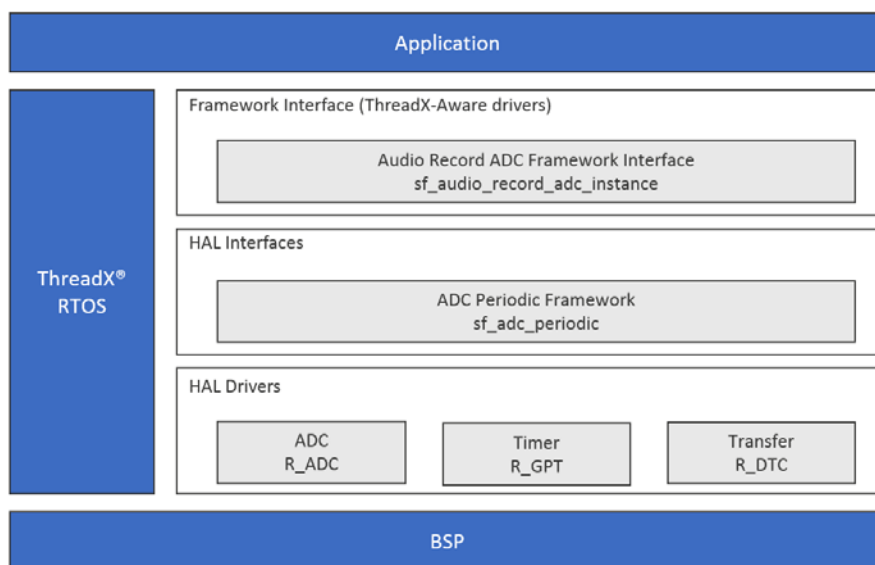 Application
ThreadX®
RTOS
Framework Interface (ThreadX-Aware drivers)
Audio Record ADC Framework Interface
sf_audio_record_adc_instance
HAL Interfaces
ADC Periodic Framework
sf_adc_periodic
HAL Drivers
ADC
R_ADC
Timer
R_GPT
Transfer
R_DTC
BSP